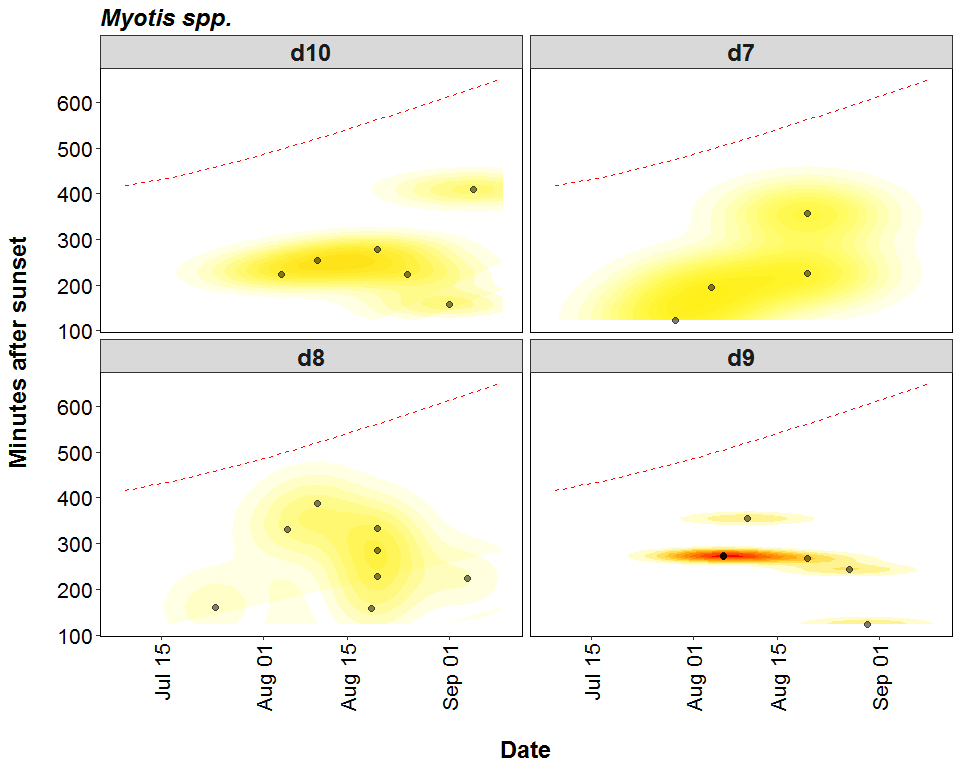 Myotis spp.
d10
d7
600
500
400
300
200
100
d8
d9
600
500
400
300
200
100
Jul 15
Aug 01
Aug 15
Sep 01
Jul 15
Aug 01
Aug 15
Sep 01
Minutes after sunset
Date